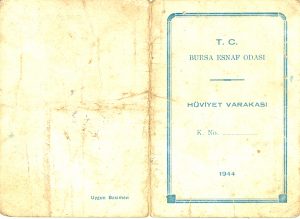 T. C.
BURSA ESNAF ODASI
HÜVİYET VARAKASI
K. No. ..............
1944
Uygun Basımevi